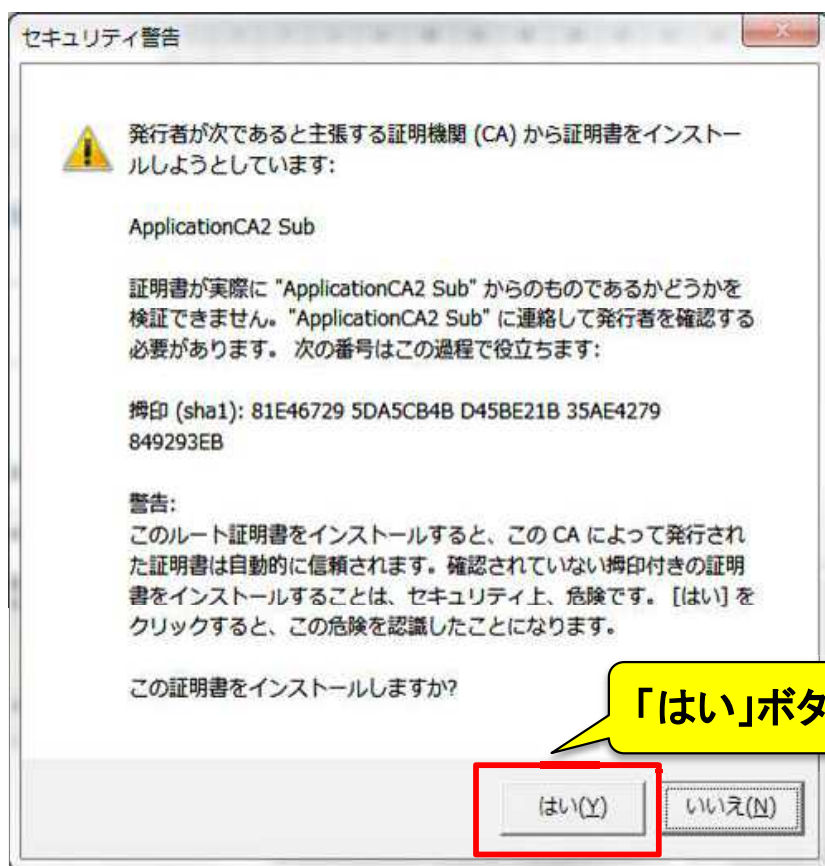 セキュリティ警告
発行者が次であると主張する証明機関 (CA) から証明書をインストー
ルしようとしています:
ApplicationCA2 Sub
証明書が実際に "ApplicationCA2 Sub" からのものであるかどうかを
検証できません。"ApplicationCA2 Sub" に連絡して発行者を確認する
必要があります。 次の番号はこの過程で役立ちます:
拇印 (sha1): 81E46729 5DA5CB4B D45BE21B 35AE4279
849293EB
警告:
このルート証明書をインストールすると、この CA によって発行され
た証明書は自動的に信頼されます。確認されていない拇印付きの証明
書をインストールすることは、セキュリティ上、危険です。 [はい] を
クリックすると、この危険を認識したことになります。
この証明書をインストールしますか?
「はい」ボタ
はい(Y)
いいえ(N)